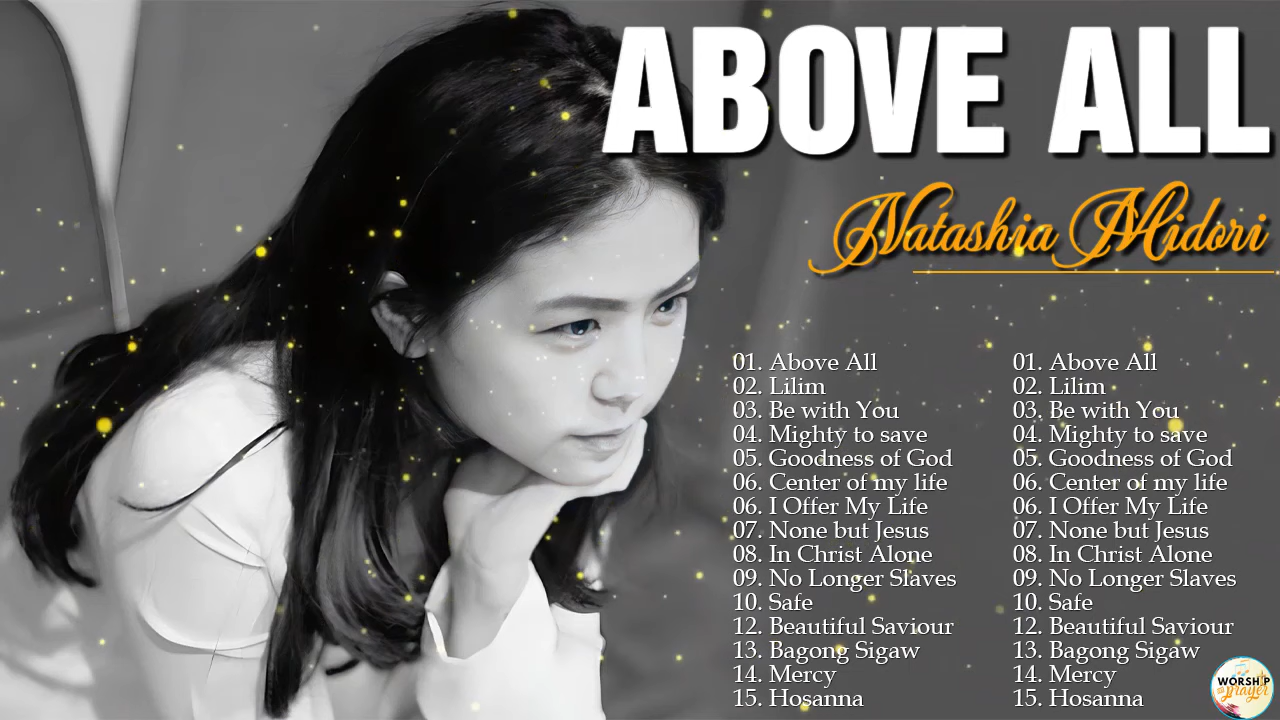 ABOVE ALL
Natashia Midori
01. Above All
02. Lilim
03. Be with You
04. Mighty to save
05. Goodness of God
06. Center of my life
06. I Offer My Life
07. None but Jesus
08. In Christ Alone
09. No Longer Slaves
10. Safe
12. Beautiful Saviour
13. Bagong Sigaw
14. Mercy
15. Hosanna
01. Above All
02. Lilim
03. Be with You
04. Mighty to save
05. Goodness of God
06. Center of my life
06. I Offer My Life
07. None but Jesus
08. In Christ Alone
09. No Longer Slaves
10. Safe
12. Beautiful Saviour
13. Bagong Sigaw
14. Mercy
15. Hosanna
WORSHIP
prayer